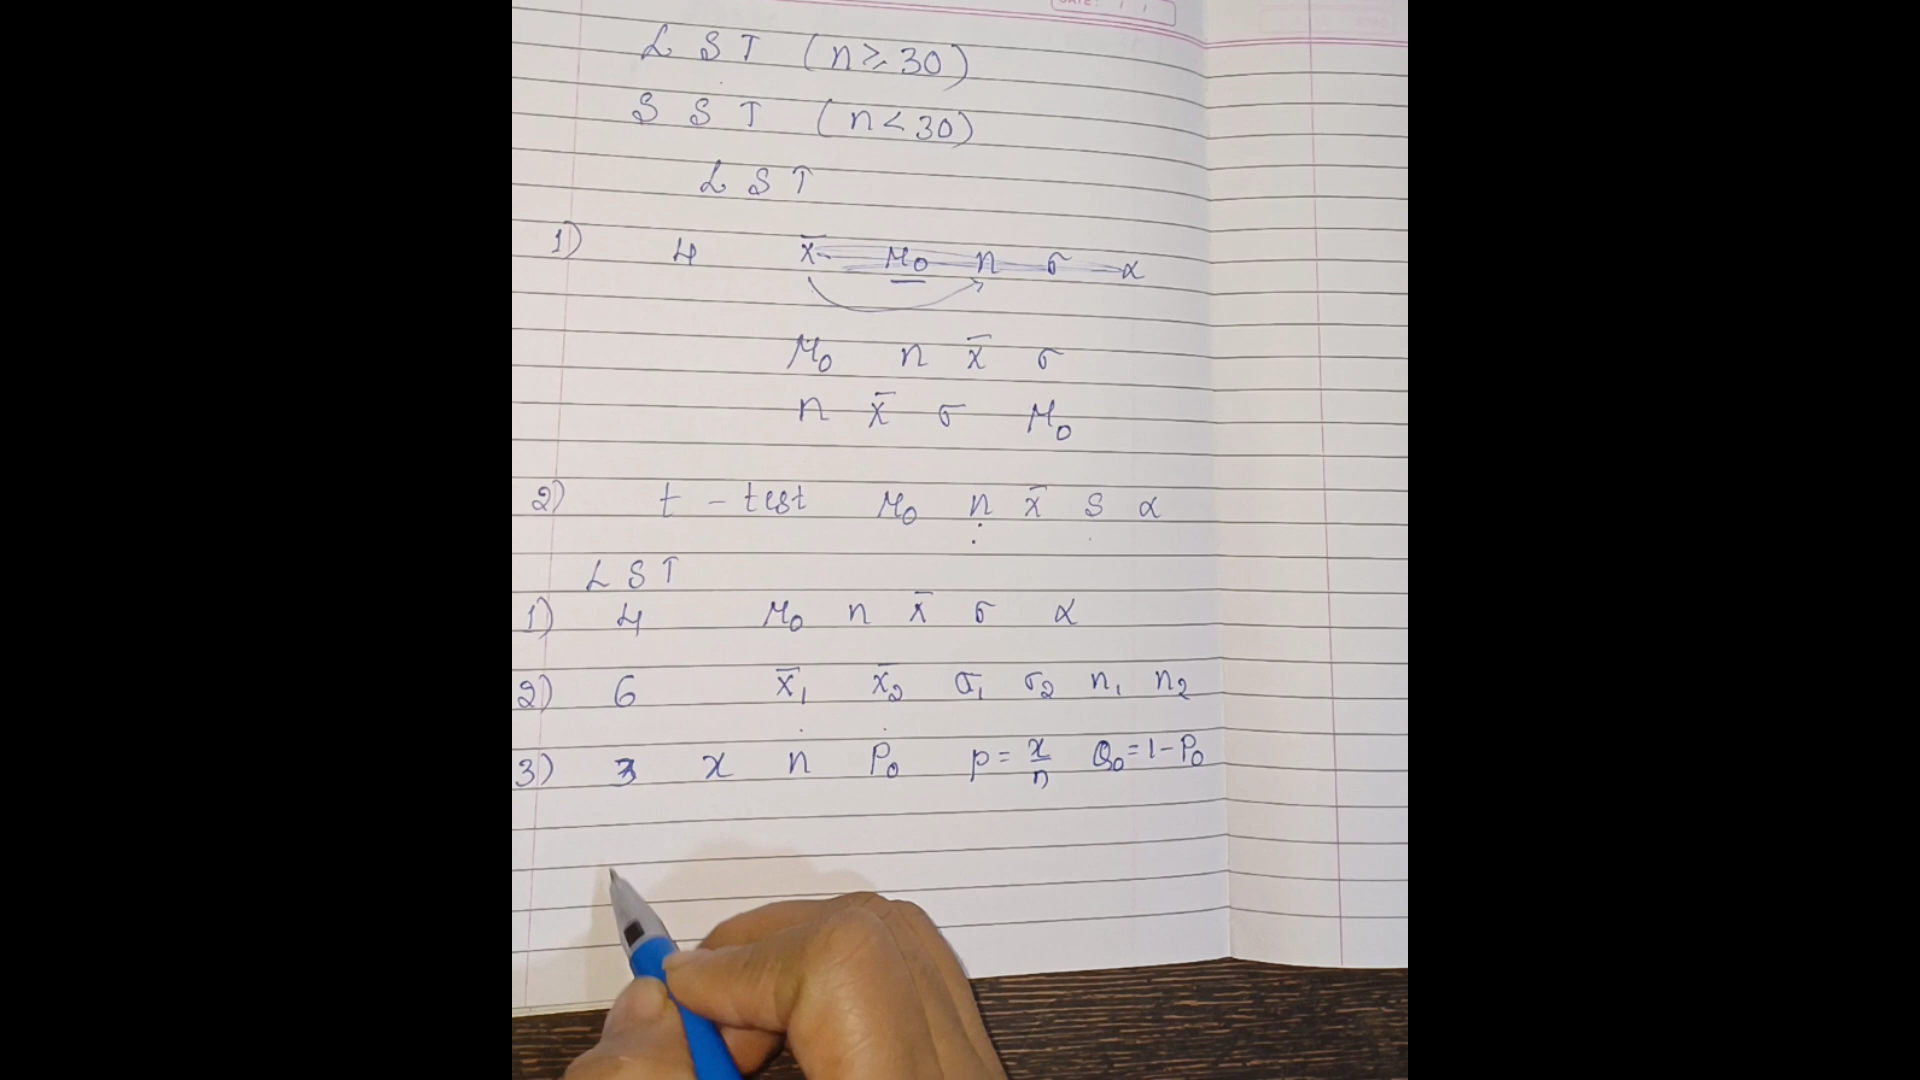 DATE: / /
L S T (n ≥ 30)
S S T (n < 30)
L S T
1) 4 x̄ μ₀ n σ α
μ₀ n x̄ σ
n x̄ σ μ₀
2) t - test μ₀ n x̄ s α
L S T
1) 4 μ₀ n x̄ σ α
2) 6 x̄₁ x̄₂ σ₁ σ₂ n₁ n₂
3) 3 x n P₀ p = x/n Q₀ = 1 - P₀